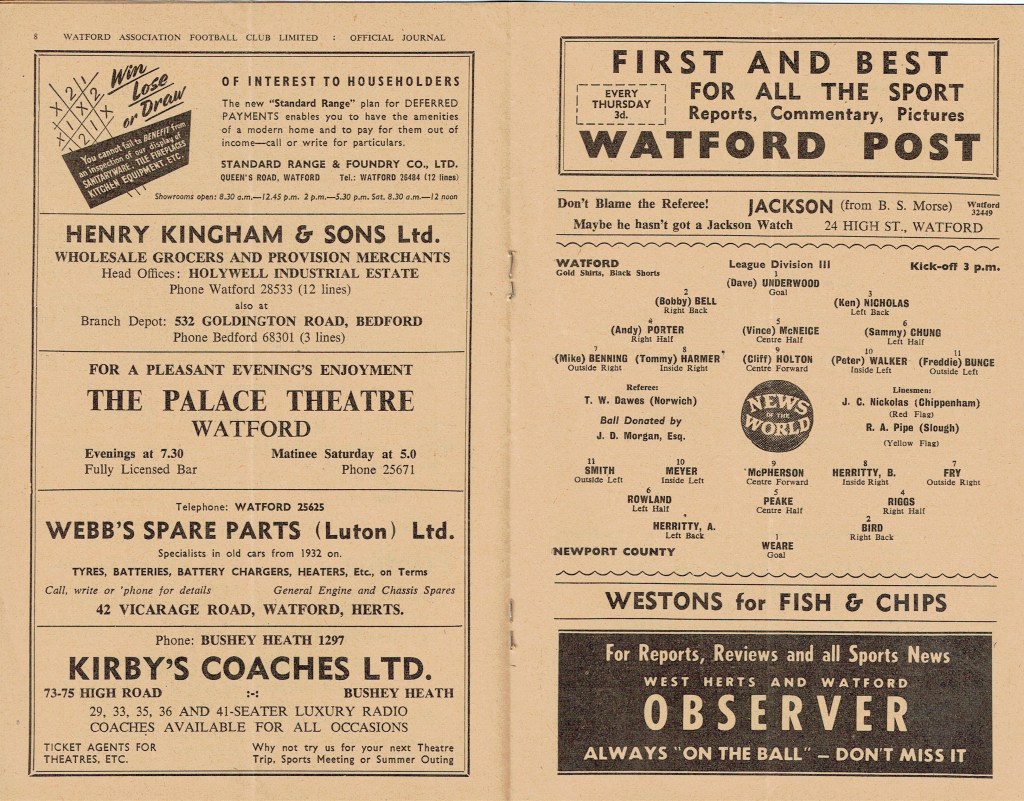 8 WATFORD ASSOCIATION FOOTBALL CLUB LIMITED : OFFICIAL JOURNAL
Win
Lose
or Draw
X 2 1
1 X X 2
2 1 X
You cannot fail to BENEFIT from
an inspection of our display of
SANITARYWARE, TILE FIREPLACES
KITCHEN EQUIPMENT, ETC.
OF INTEREST TO HOUSEHOLDERS
The new "Standard Range" plan for DEFERRED
PAYMENTS enables you to have the amenities
of a modern home and to pay for them out of
income—call or write for particulars.
STANDARD RANGE & FOUNDRY CO., LTD.
QUEEN'S ROAD, WATFORD Tel.: WATFORD 26484 (12 lines)
Showrooms open: 8.30 a.m.—12.45 p.m. 2 p.m.—5.30 p.m. Sat. 8.30 a.m.—12 noon
HENRY KINGHAM & SONS Ltd.
WHOLESALE GROCERS AND PROVISION MERCHANTS
Head Offices: HOLYWELL INDUSTRIAL ESTATE
Phone Watford 28533 (12 lines)
also at
Branch Depot: 532 GOLDINGTON ROAD, BEDFORD
Phone Bedford 68301 (3 lines)
FOR A PLEASANT EVENING'S ENJOYMENT
THE PALACE THEATRE
WATFORD
Evenings at 7.30 Matinee Saturday at 5.0
Fully Licensed Bar Phone 25671
Telephone: WATFORD 25625
WEBB'S SPARE PARTS (Luton) Ltd.
Specialists in old cars from 1932 on.
TYRES, BATTERIES, BATTERY CHARGERS, HEATERS, Etc., on Terms
Call, write or 'phone for details General Engine and Chassis Spares
42 VICARAGE ROAD, WATFORD, HERTS.
Phone: BUSHEY HEATH 1297
KIRBY'S COACHES LTD.
73-75 HIGH ROAD :-: BUSHEY HEATH
29, 33, 35, 36 AND 41-SEATER LUXURY RADIO
COACHES AVAILABLE FOR ALL OCCASIONS
TICKET AGENTS FOR Why not try us for your next Theatre
THEATRES, ETC. Trip, Sports Meeting or Summer Outing
FIRST AND BEST
EVERY
THURSDAY
3d.
FOR ALL THE SPORT
Reports, Commentary, Pictures
WATFORD POST
Don't Blame the Referee! JACKSON (from B. S. Morse) Watford
32449
Maybe he hasn't got a Jackson Watch 24 HIGH ST., WATFORD
WATFORD League Division III Kick-off 3 p.m.
Gold Shirts, Black Shorts
1
(Dave) UNDERWOOD
Goal
2 3
(Bobby) BELL (Ken) NICHOLAS
Right Back Left Back
4 5 6
(Andy) PORTER (Vince) McNEICE (Sammy) CHUNG
Right Half Centre Half Left Half
7 8 9 10 11
(Mike) BENNING (Tommy) HARMER (Cliff) HOLTON (Peter) WALKER (Freddie) BUNCE
Outside Right Inside Right Centre Forward Inside Left Outside Left
Referee: Linesmen:
T. W. Dawes (Norwich) J. C. Nickolas (Chippenham)
(Red Flag)
Ball Donated by R. A. Pipe (Slough)
J. D. Morgan, Esq. (Yellow Flag)
NEWS
OF THE
WORLD
11 10 9 8 7
SMITH MEYER McPHERSON HERRITTY, B. FRY
Outside Left Inside Left Centre Forward Inside Right Outside Right
6 5 4
ROWLAND PEAKE RIGGS
Left Half Centre Half Right Half
2
HERRITTY, A. BIRD
Left Back Right Back
1
WEARE
NEWPORT COUNTY Goal
WESTONS for FISH & CHIPS
For Reports, Reviews and all Sports News
WEST HERTS AND WATFORD
OBSERVER
ALWAYS "ON THE BALL" – DON'T MISS IT